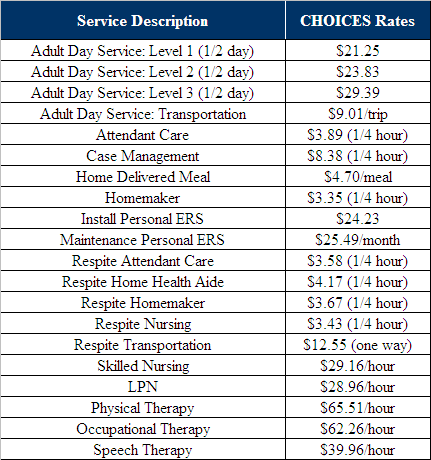 Service Description CHOICES Rates
Adult Day Service: Level 1 (1/2 day) $21.25
Adult Day Service: Level 2 (1/2 day) $23.83
Adult Day Service: Level 3 (1/2 day) $29.39
Adult Day Service: Transportation $9.01/trip
Attendant Care $3.89 (1/4 hour)
Case Management $8.38 (1/4 hour)
Home Delivered Meal $4.70/meal
Homemaker $3.35 (1/4 hour)
Install Personal ERS $24.23
Maintenance Personal ERS $25.49/month
Respite Attendant Care $3.58 (1/4 hour)
Respite Home Health Aide $4.17 (1/4 hour)
Respite Homemaker $3.67 (1/4 hour)
Respite Nursing $3.43 (1/4 hour)
Respite Transportation $12.55 (one way)
Skilled Nursing $29.16/hour
LPN $28.96/hour
Physical Therapy $65.51/hour
Occupational Therapy $62.26/hour
Speech Therapy $39.96/hour